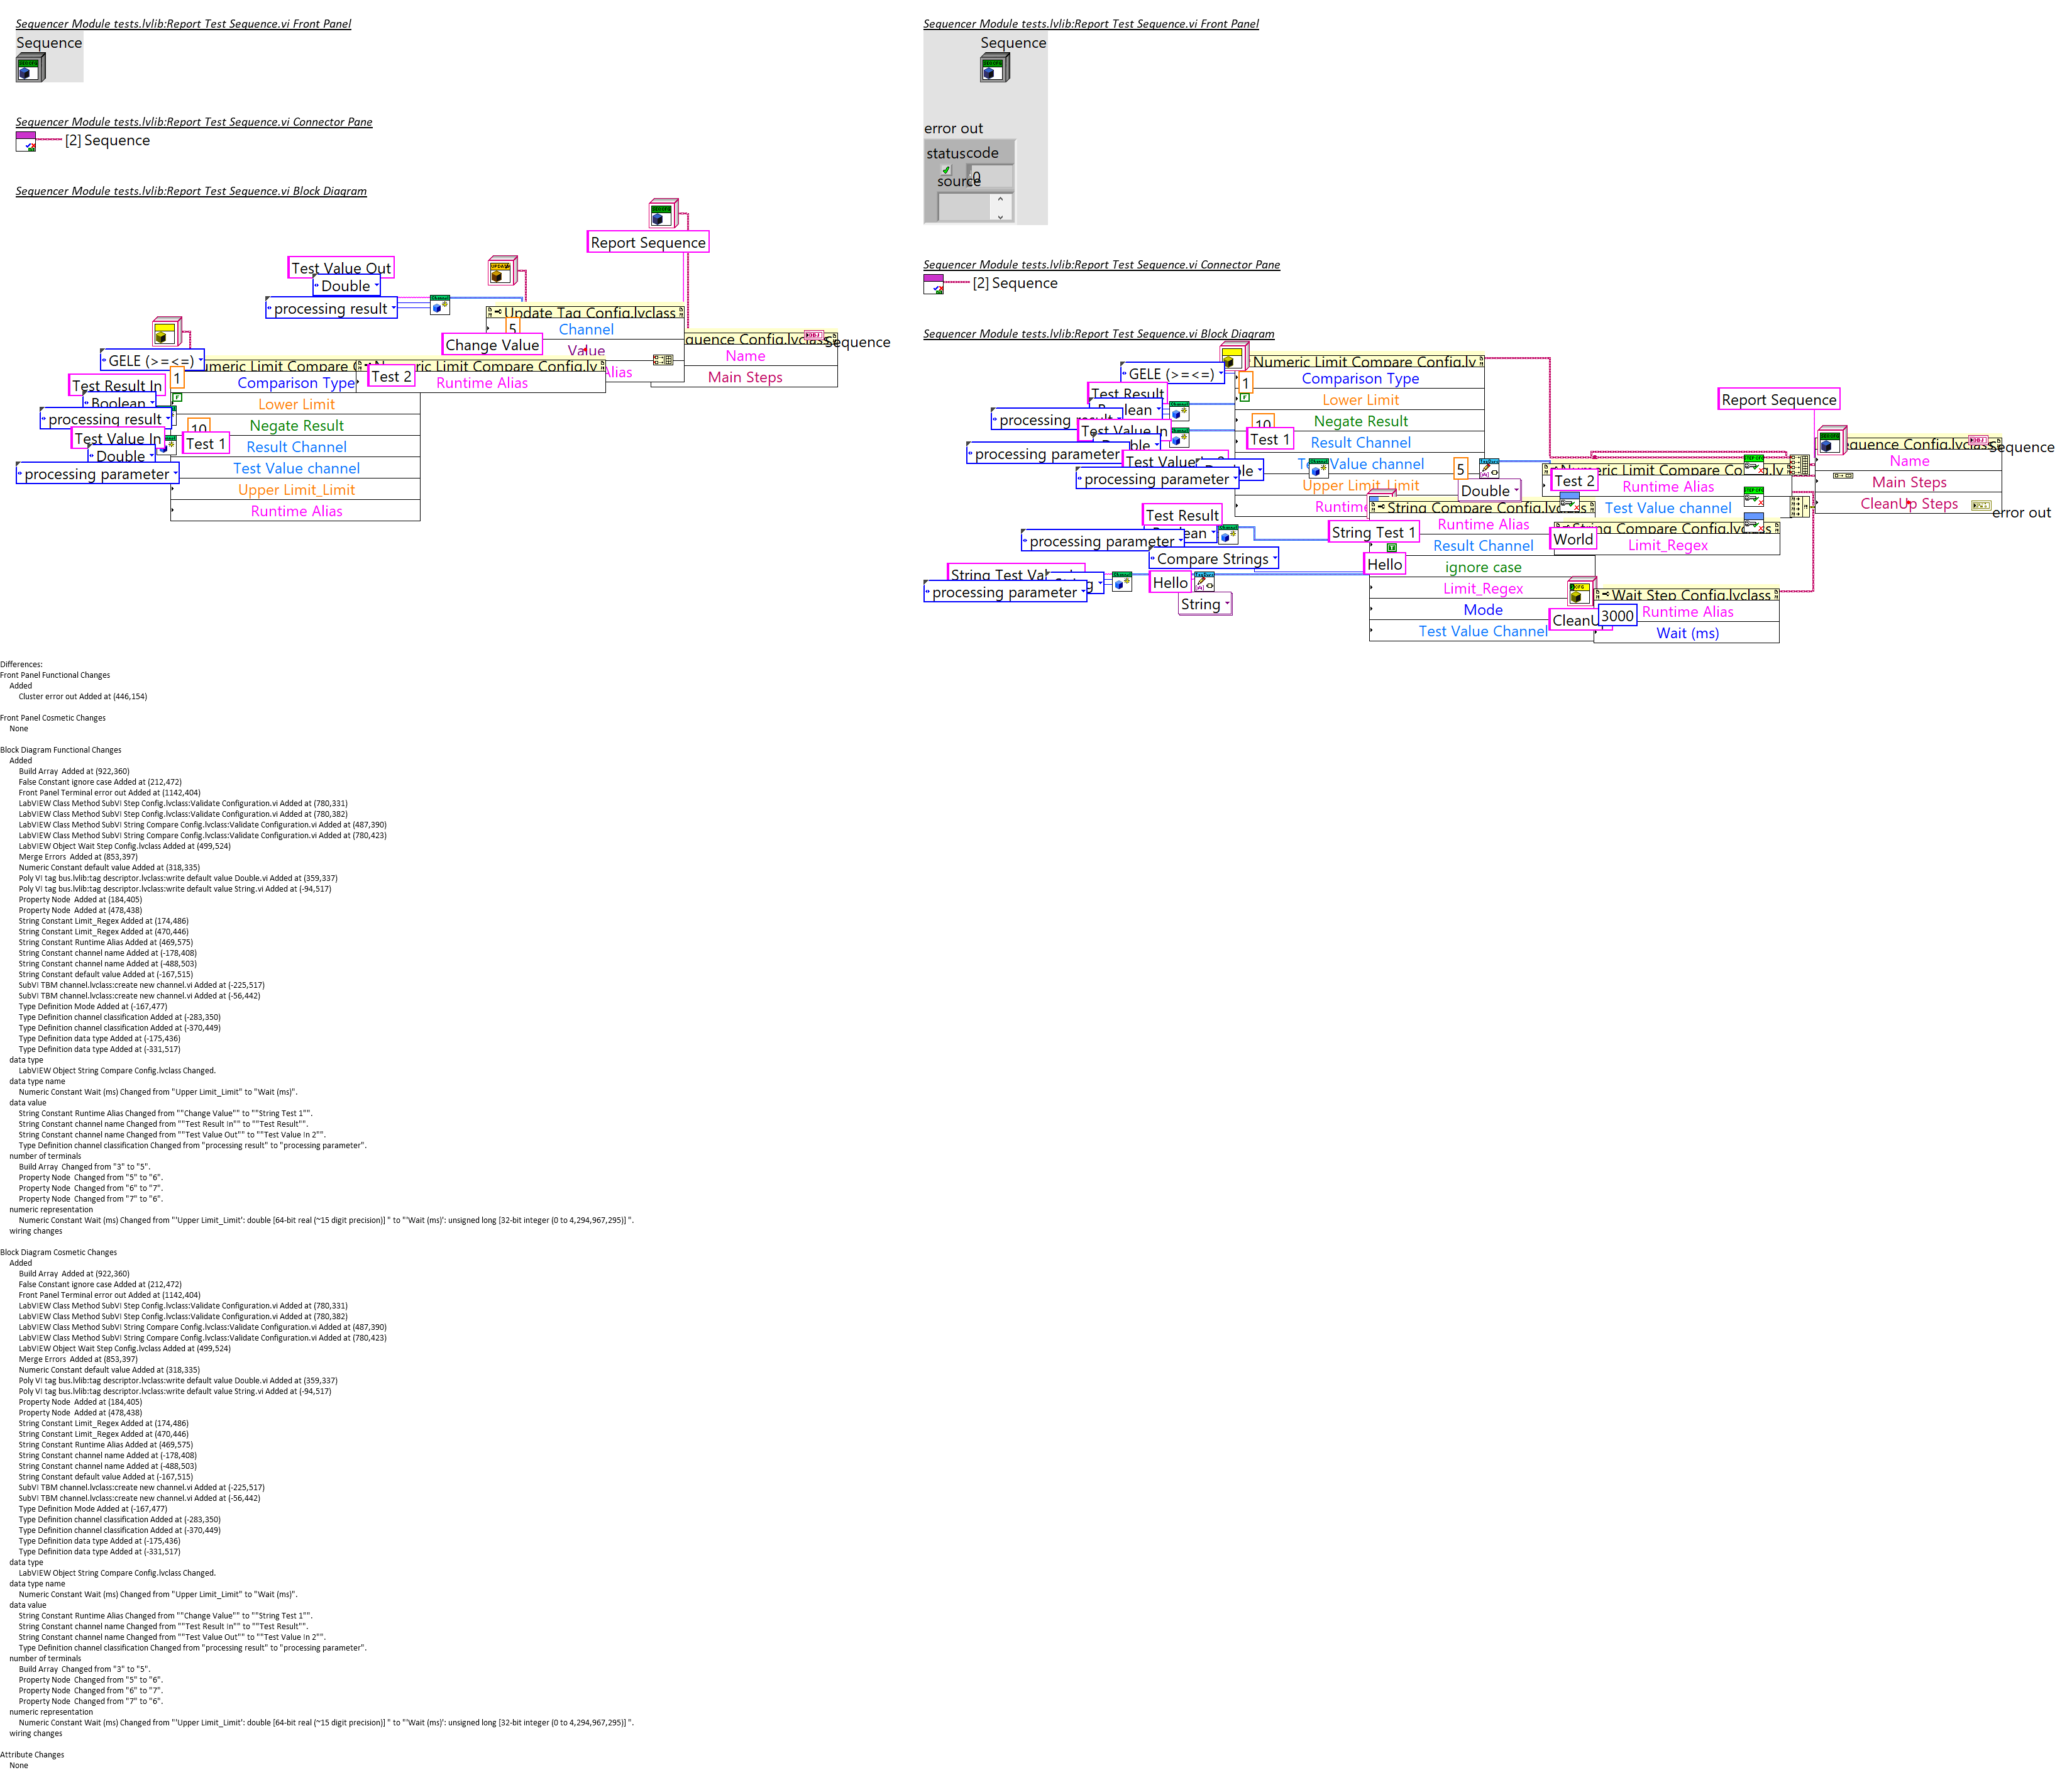 Sequencer Module tests.lvlib:Report Test Sequence.vi Front Panel
Sequence
Sequencer Module tests.lvlib:Report Test Sequence.vi Connector Pane
[2] Sequence
Sequencer Module tests.lvlib:Report Test Sequence.vi Block Diagram
Report Sequence
Test Value Out
Double
processing result
Update Tag Config.lvclass
5
Channel
Change Value
Value
Sequence
Name
Main Steps
GELE (>=<=)
1
Comparison Type
Test 2
Runtime Alias
Test Result In
Boolean
Lower Limit
processing result
10
Negate Result
Test Value In
Test 1
Result Channel
Double
processing parameter
Test Value channel
Upper Limit_Limit
Runtime Alias
Sequencer Module tests.lvlib:Report Test Sequence.vi Front Panel
Sequence
error out
status code
0
source
Sequencer Module tests.lvlib:Report Test Sequence.vi Connector Pane
[2] Sequence
Sequencer Module tests.lvlib:Report Test Sequence.vi Block Diagram
Numeric Limit Compare Config.lv
GELE (>=<=)
Comparison Type
1
Test Result
Lower Limit
Report Sequence
processing
10
Negate Result
Test Value In
Test 1
Result Channel
Sequence
processing parameter
Name
Value channel
5
processing parameter
Upper Limit_Limit
Double
Test 2
Runtime Alias
Main Steps
String Compare Config.lvclass
Test Value channel
CleanUp Steps
error out
Test Result
String Test 1
Runtime Alias
processing parameter
Result Channel
World
Limit_Regex
Compare Strings
Hello
ignore case
Hello
processing parameter
Limit_Regex
Wait Step Config.lvclass
String
Mode
3000
Runtime Alias
Test Value Channel
Wait (ms)
Differences:
Front Panel Functional Changes
Added
Cluster error out Added at (446,154)
Front Panel Cosmetic Changes
None
Block Diagram Functional Changes
Added
Build Array  Added at (922,360)
False Constant ignore case Added at (212,472)
Front Panel Terminal error out Added at (1142,404)
LabVIEW Class Method SubVI Step Config.lvclass:Validate Configuration.vi Added at (780,331)
LabVIEW Class Method SubVI Step Config.lvclass:Validate Configuration.vi Added at (780,382)
LabVIEW Class Method SubVI String Compare Config.lvclass:Validate Configuration.vi Added at (487,390)
LabVIEW Class Method SubVI String Compare Config.lvclass:Validate Configuration.vi Added at (780,423)
LabVIEW Object Wait Step Config.lvclass Added at (499,524)
Merge Errors  Added at (853,397)
Numeric Constant default value Added at (318,335)
Poly VI tag bus.lvlib:tag descriptor.lvclass:write default value Double.vi Added at (359,337)
Poly VI tag bus.lvlib:tag descriptor.lvclass:write default value String.vi Added at (-94,517)
Property Node  Added at (184,405)
Property Node  Added at (478,438)
String Constant Limit_Regex Added at (174,486)
String Constant Limit_Regex Added at (470,446)
String Constant Runtime Alias Added at (469,575)
String Constant channel name Added at (-178,408)
String Constant channel name Added at (-488,503)
String Constant default value Added at (-167,515)
SubVI TBM channel.lvclass:create new channel.vi Added at (-225,517)
SubVI TBM channel.lvclass:create new channel.vi Added at (-56,442)
Type Definition Mode Added at (-167,477)
Type Definition channel classification Added at (-283,350)
Type Definition channel classification Added at (-370,449)
Type Definition data type Added at (-175,436)
Type Definition data type Added at (-331,517)
data type
LabVIEW Object String Compare Config.lvclass Changed.
data type name
Numeric Constant Wait (ms) Changed from "Upper Limit_Limit" to "Wait (ms)".
data value
String Constant Runtime Alias Changed from ""Change Value"" to ""String Test 1"".
String Constant channel name Changed from ""Test Result In"" to ""Test Result"".
String Constant channel name Changed from ""Test Value Out"" to ""Test Value In 2"".
Type Definition channel classification Changed from "processing result" to "processing parameter".
number of terminals
Build Array  Changed from "3" to "5".
Property Node  Changed from "5" to "6".
Property Node  Changed from "6" to "7".
Property Node  Changed from "7" to "6".
numeric representation
Numeric Constant Wait (ms) Changed from "'Upper Limit_Limit': double [64-bit real (~15 digit precision)] " to "'Wait (ms)': unsigned long [32-bit integer (0 to 4,294,967,295)] ".
wiring changes
Block Diagram Cosmetic Changes
Added
Build Array  Added at (922,360)
False Constant ignore case Added at (212,472)
Front Panel Terminal error out Added at (1142,404)
LabVIEW Class Method SubVI Step Config.lvclass:Validate Configuration.vi Added at (780,331)
LabVIEW Class Method SubVI Step Config.lvclass:Validate Configuration.vi Added at (780,382)
LabVIEW Class Method SubVI String Compare Config.lvclass:Validate Configuration.vi Added at (487,390)
LabVIEW Class Method SubVI String Compare Config.lvclass:Validate Configuration.vi Added at (780,423)
LabVIEW Object Wait Step Config.lvclass Added at (499,524)
Merge Errors  Added at (853,397)
Numeric Constant default value Added at (318,335)
Poly VI tag bus.lvlib:tag descriptor.lvclass:write default value Double.vi Added at (359,337)
Poly VI tag bus.lvlib:tag descriptor.lvclass:write default value String.vi Added at (-94,517)
Property Node  Added at (184,405)
Property Node  Added at (478,438)
String Constant Limit_Regex Added at (174,486)
String Constant Limit_Regex Added at (470,446)
String Constant Runtime Alias Added at (469,575)
String Constant channel name Added at (-178,408)
String Constant channel name Added at (-488,503)
String Constant default value Added at (-167,515)
SubVI TBM channel.lvclass:create new channel.vi Added at (-225,517)
SubVI TBM channel.lvclass:create new channel.vi Added at (-56,442)
Type Definition Mode Added at (-167,477)
Type Definition channel classification Added at (-283,350)
Type Definition channel classification Added at (-370,449)
Type Definition data type Added at (-175,436)
Type Definition data type Added at (-331,517)
data type
LabVIEW Object String Compare Config.lvclass Changed.
data type name
Numeric Constant Wait (ms) Changed from "Upper Limit_Limit" to "Wait (ms)".
data value
String Constant Runtime Alias Changed from ""Change Value"" to ""String Test 1"".
String Constant channel name Changed from ""Test Result In"" to ""Test Result"".
String Constant channel name Changed from ""Test Value Out"" to ""Test Value In 2"".
Type Definition channel classification Changed from "processing result" to "processing parameter".
number of terminals
Build Array  Changed from "3" to "5".
Property Node  Changed from "5" to "6".
Property Node  Changed from "6" to "7".
Property Node  Changed from "7" to "6".
numeric representation
Numeric Constant Wait (ms) Changed from "'Upper Limit_Limit': double [64-bit real (~15 digit precision)] " to "'Wait (ms)': unsigned long [32-bit integer (0 to 4,294,967,295)] ".
wiring changes
Attribute Changes
None